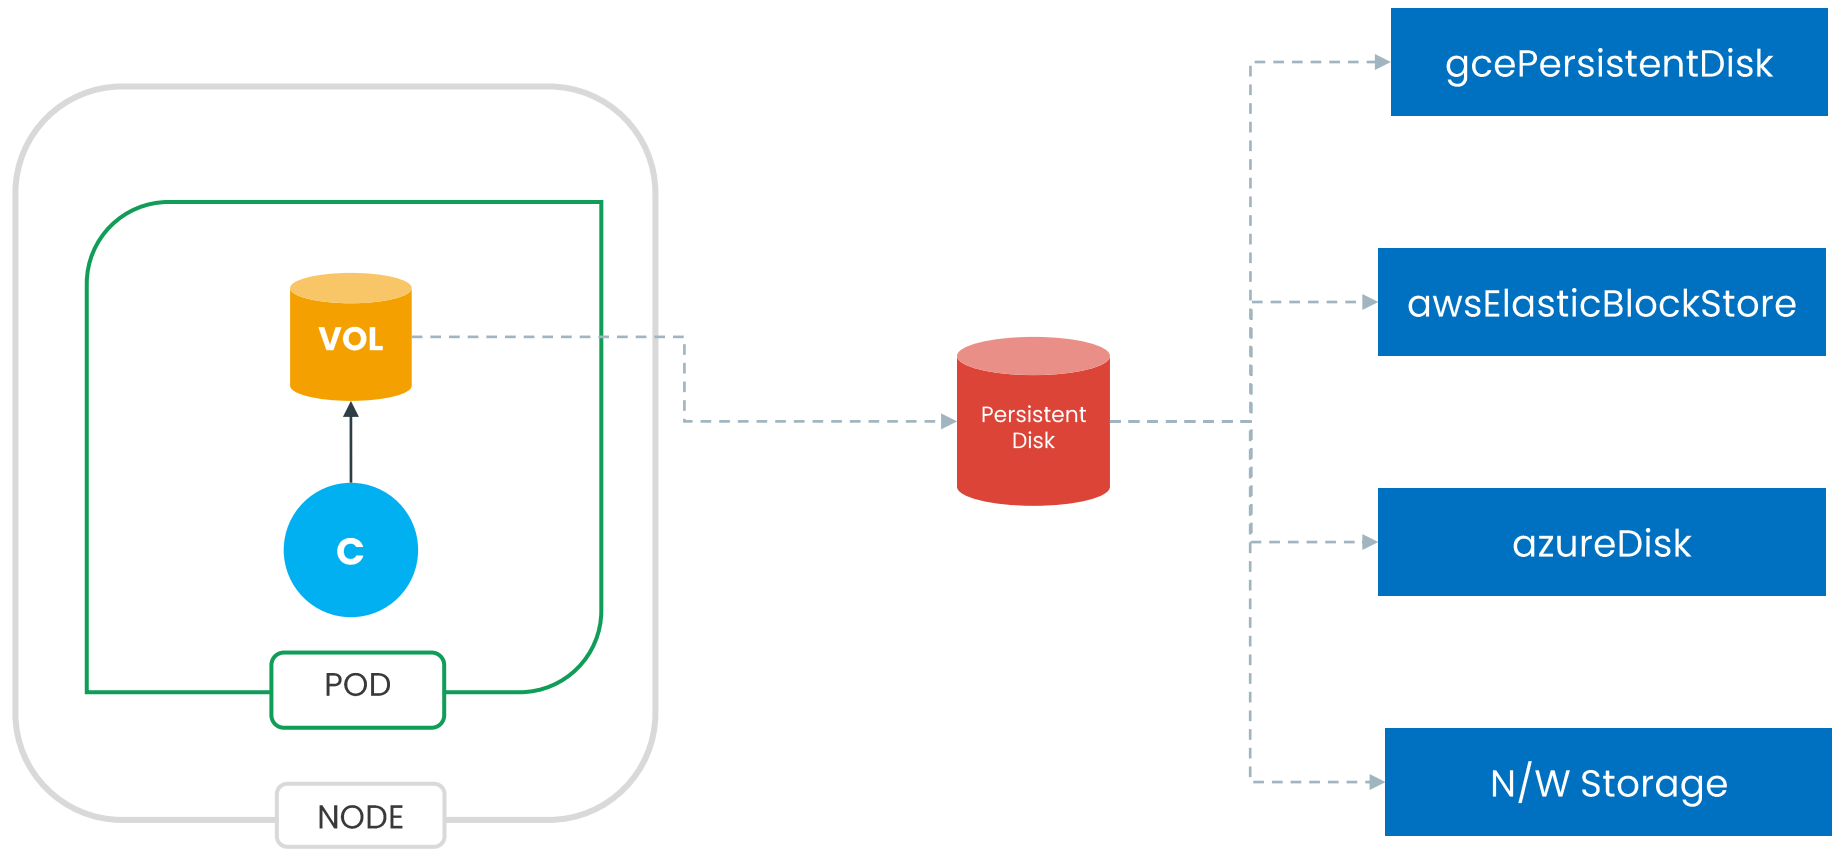 VOL
C
POD
NODE
Persistent
Disk
gcePersistentDisk
awsElasticBlockStore
azureDisk
N/W Storage